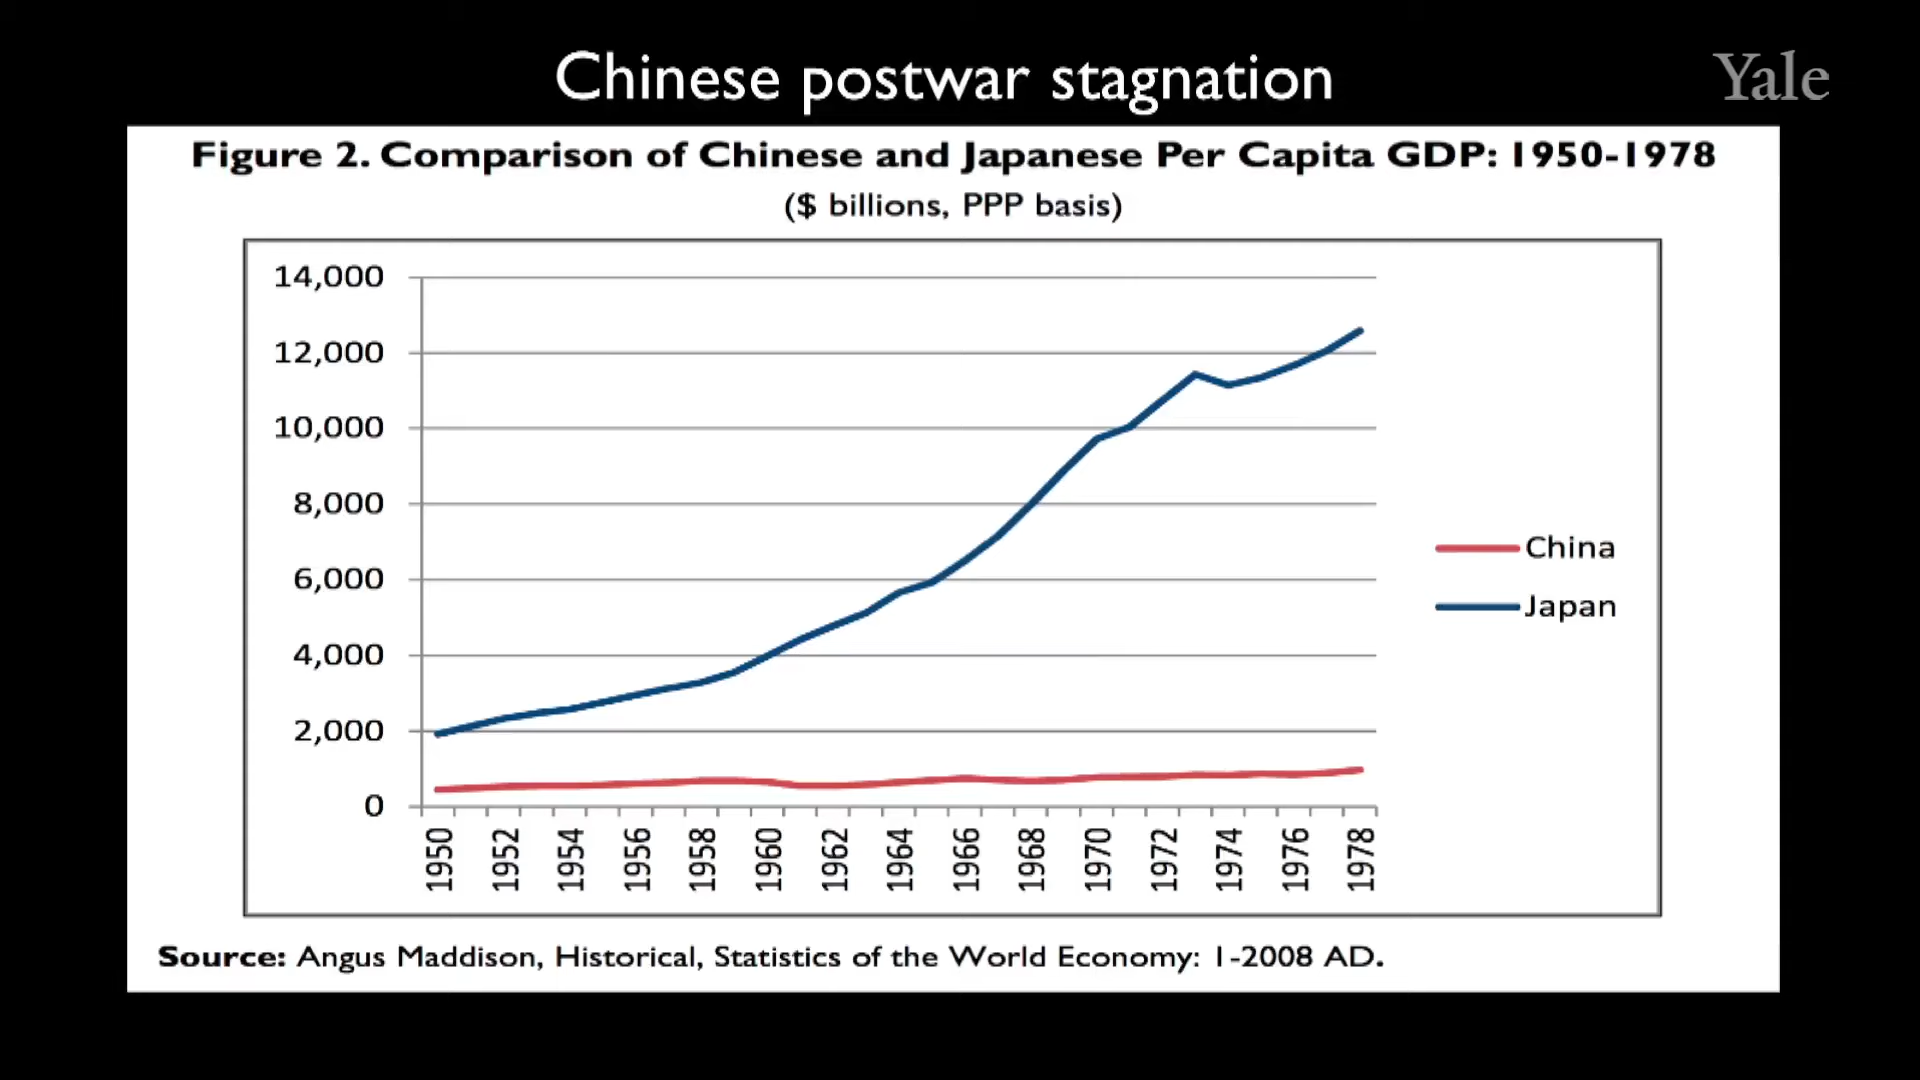 Chinese postwar stagnation
Yale
Figure 2. Comparison of Chinese and Japanese Per Capita GDP: 1950-1978
($ billions, PPP basis)
14,000
12,000
10,000
8,000
6,000
4,000
2,000
0
1950 1952 1954 1956 1958 1960 1962 1964 1966 1968 1970 1972 1974 1976 1978
China
Japan
Source: Angus Maddison, Historical, Statistics of the World Economy: 1-2008 AD.